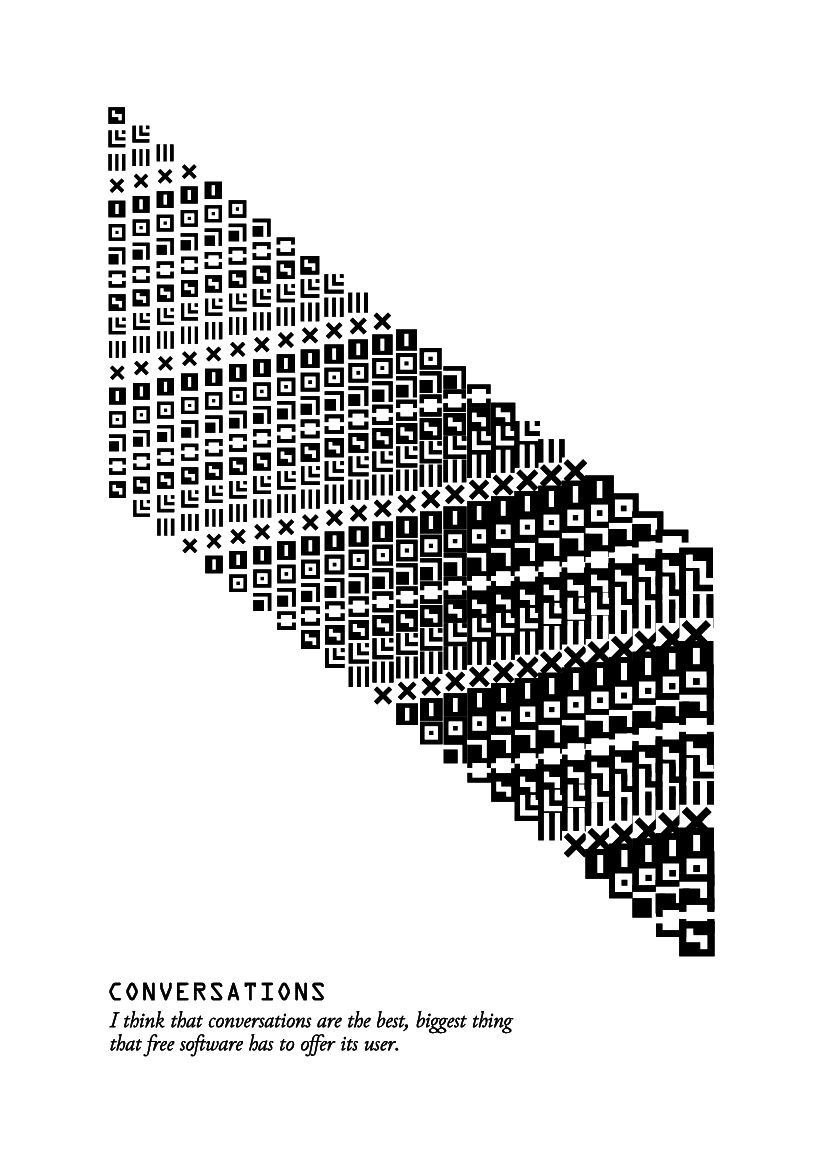 CONVERSATIONS
I think that conversations are the best, biggest thing
that free software has to offer its user.